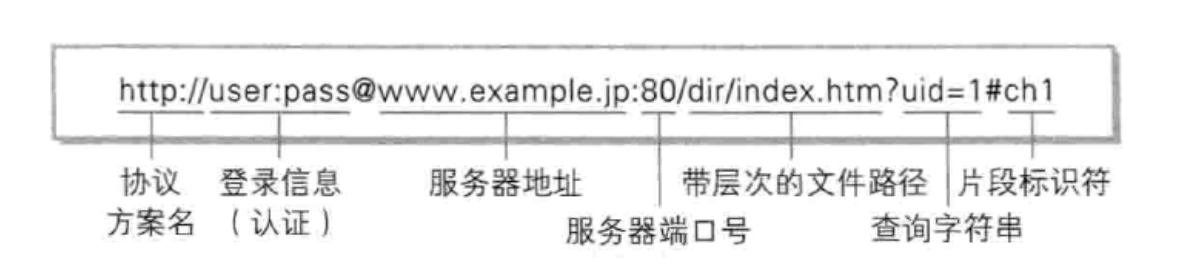 http://user:pass@www.example.jp:80/dir/index.htm?uid=1#ch1
协议 登录信息 服务器地址 带层次的文件路径 片段标识符
方案名 （认证） 服务器端口号 查询字符串